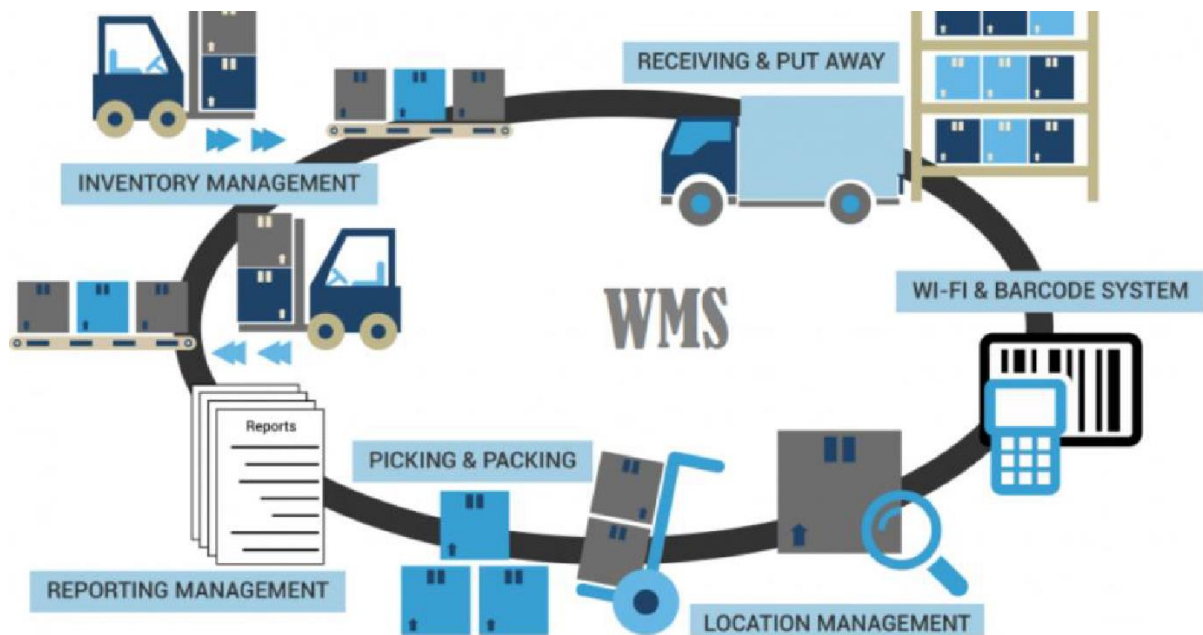 RECEIVING & PUT AWAY
INVENTORY MANAGEMENT
WI-FI & BARCODE SYSTEM
WMS
Reports
PICKING & PACKING
REPORTING MANAGEMENT
LOCATION MANAGEMENT